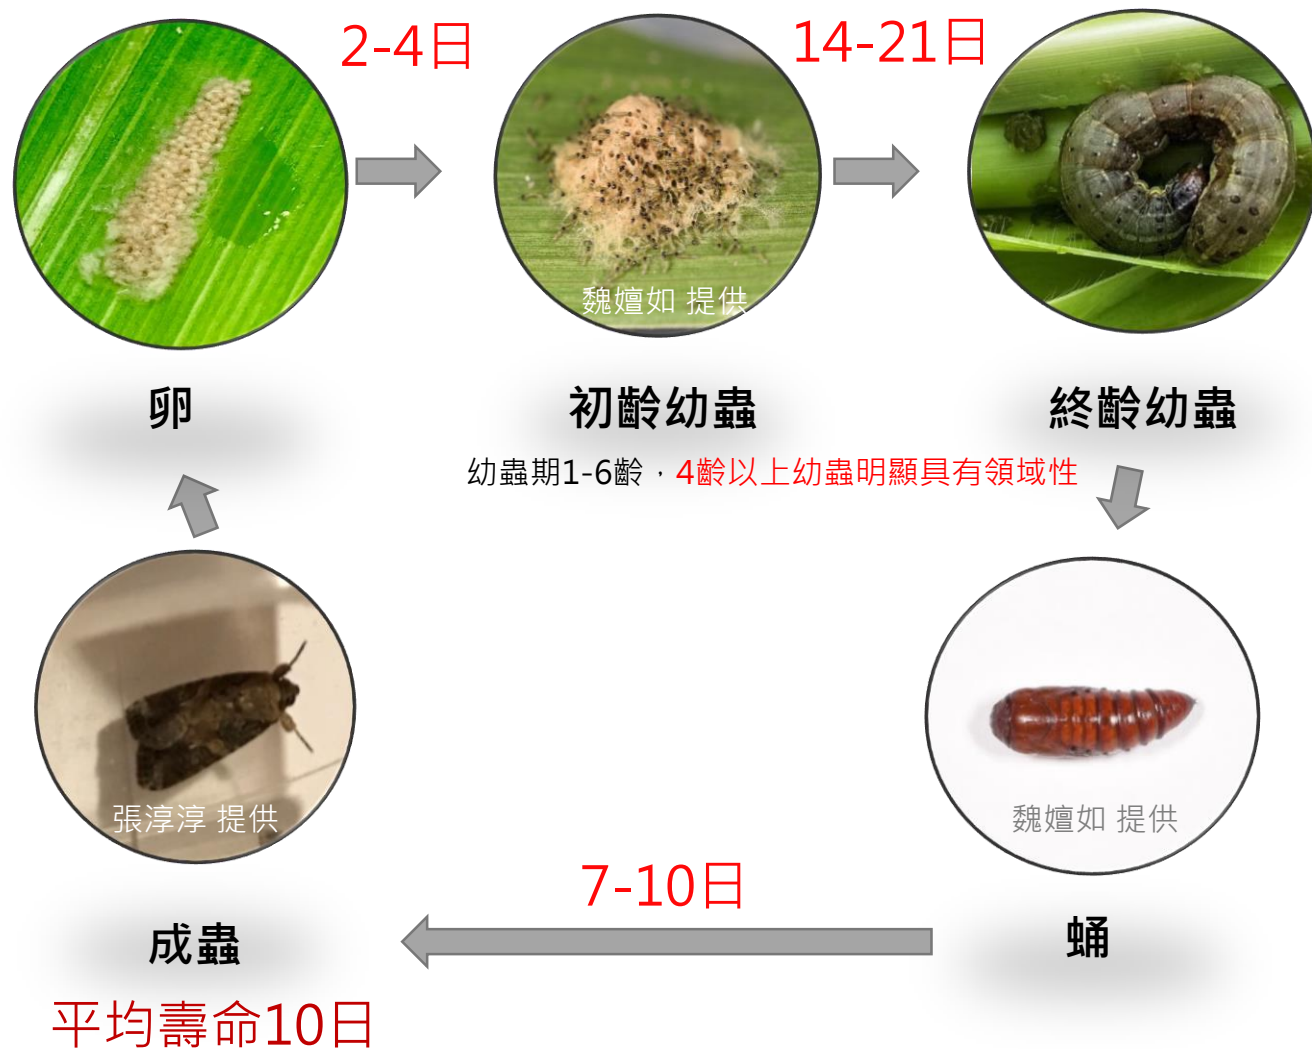 2-4日
14-21日
魏嬗如 提供
卵
初齡幼蟲
終齡幼蟲
幼蟲期1-6齡，4齡以上幼蟲明顯具有領域性
張淳淳 提供
魏嬗如 提供
7-10日
成蟲
蛹
平均壽命10日